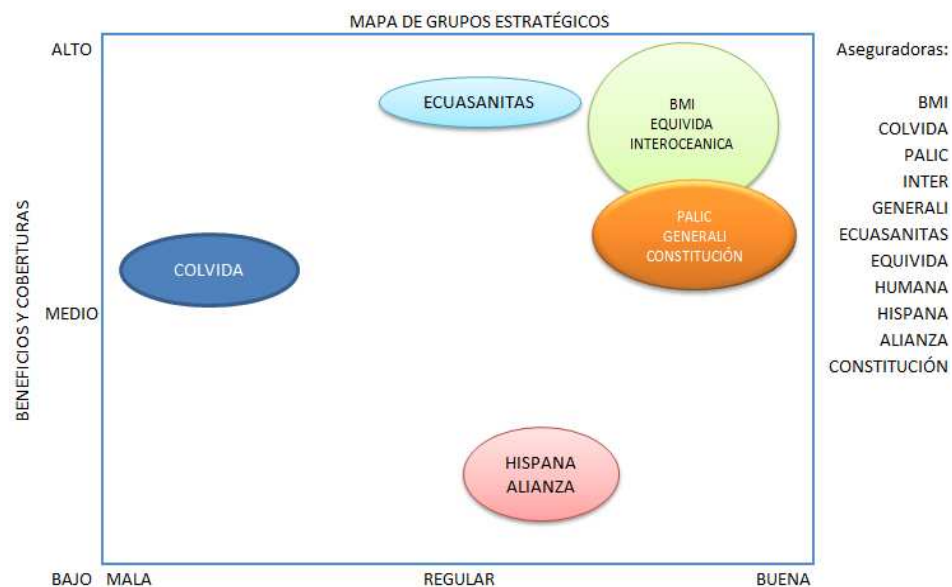 MAPA DE GRUPOS ESTRATÉGICOS
ALTO
Aseguradoras:
ECUASANITAS
BMI
EQUIVIDA
INTEROCEANICA
BMI
COLVIDA
PALIC
INTER
GENERALI
ECUASANITAS
EQUIVIDA
HUMANA
HISPANA
ALIANZA
CONSTITUCIÓN
PALIC
GENERALI
CONSTITUCIÓN
COLVIDA
BENEFICIOS Y COBERTURAS
MEDIO
HISPANA
ALIANZA
BAJO
MALA
REGULAR
BUENA